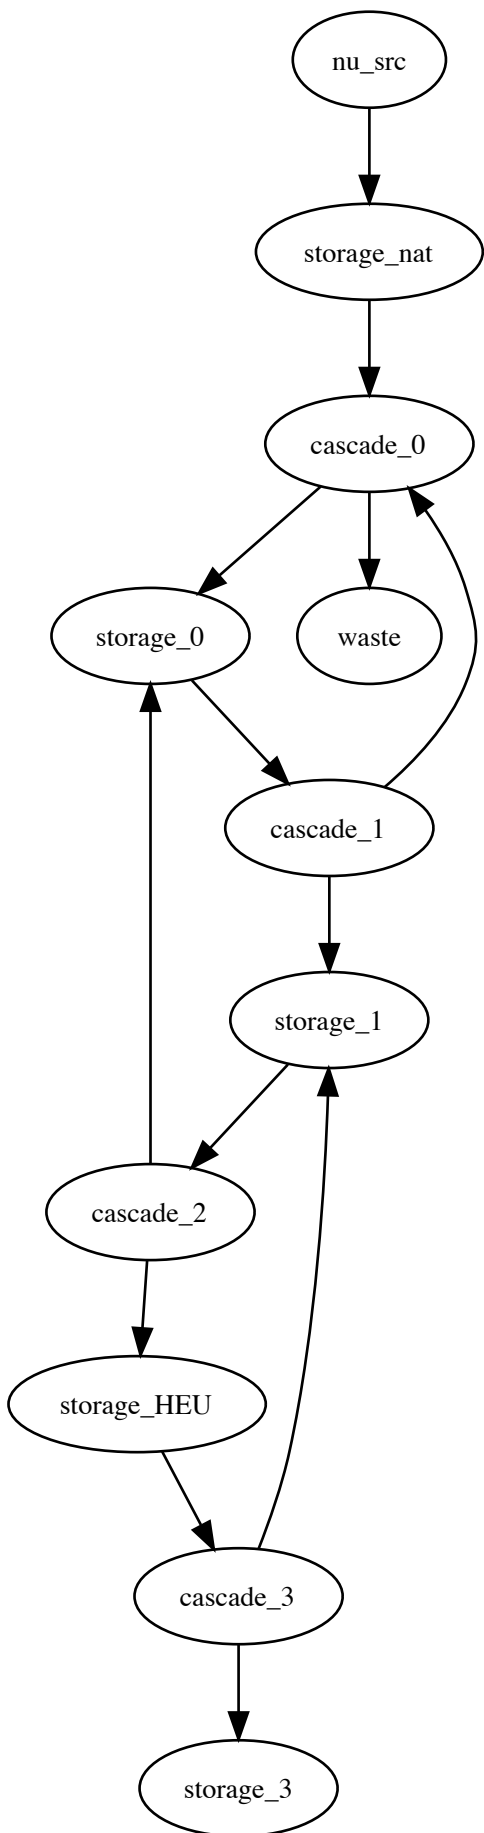 nu_src
storage_nat
cascade_0
storage_0
waste
cascade_1
storage_1
cascade_2
storage_HEU
cascade_3
storage_3